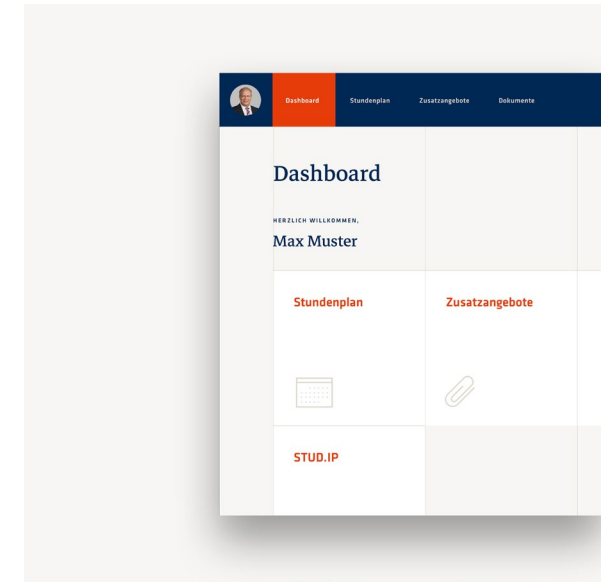 Dashboard Stundenplan Zusatzangebote Dokumente
Dashboard
HERZLICH WILLKOMMEN,
Max Muster
Stundenplan Zusatzangebote
STUD.IP